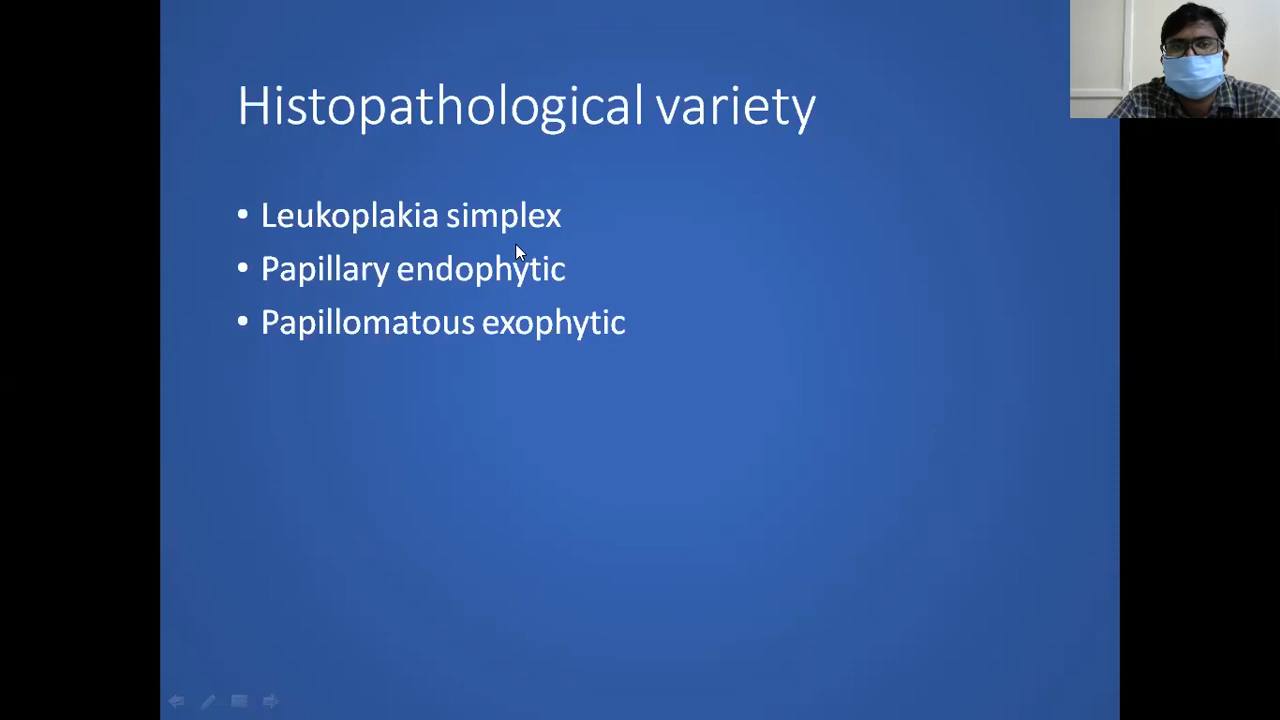 Histopathological variety
• Leukoplakia simplex
• Papillary endophytic
• Papillomatous exophytic